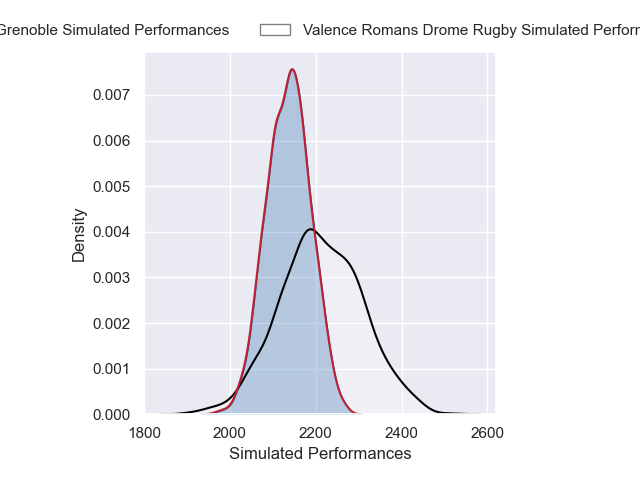 Grenoble Simulated Performances
Valence Romans Drome Rugby Simulated
0.007
0.006
0.005
0.004
0.003
0.002
0.001
0.000
Density
1800 2000 2200 2400 2600
Simulated Performances